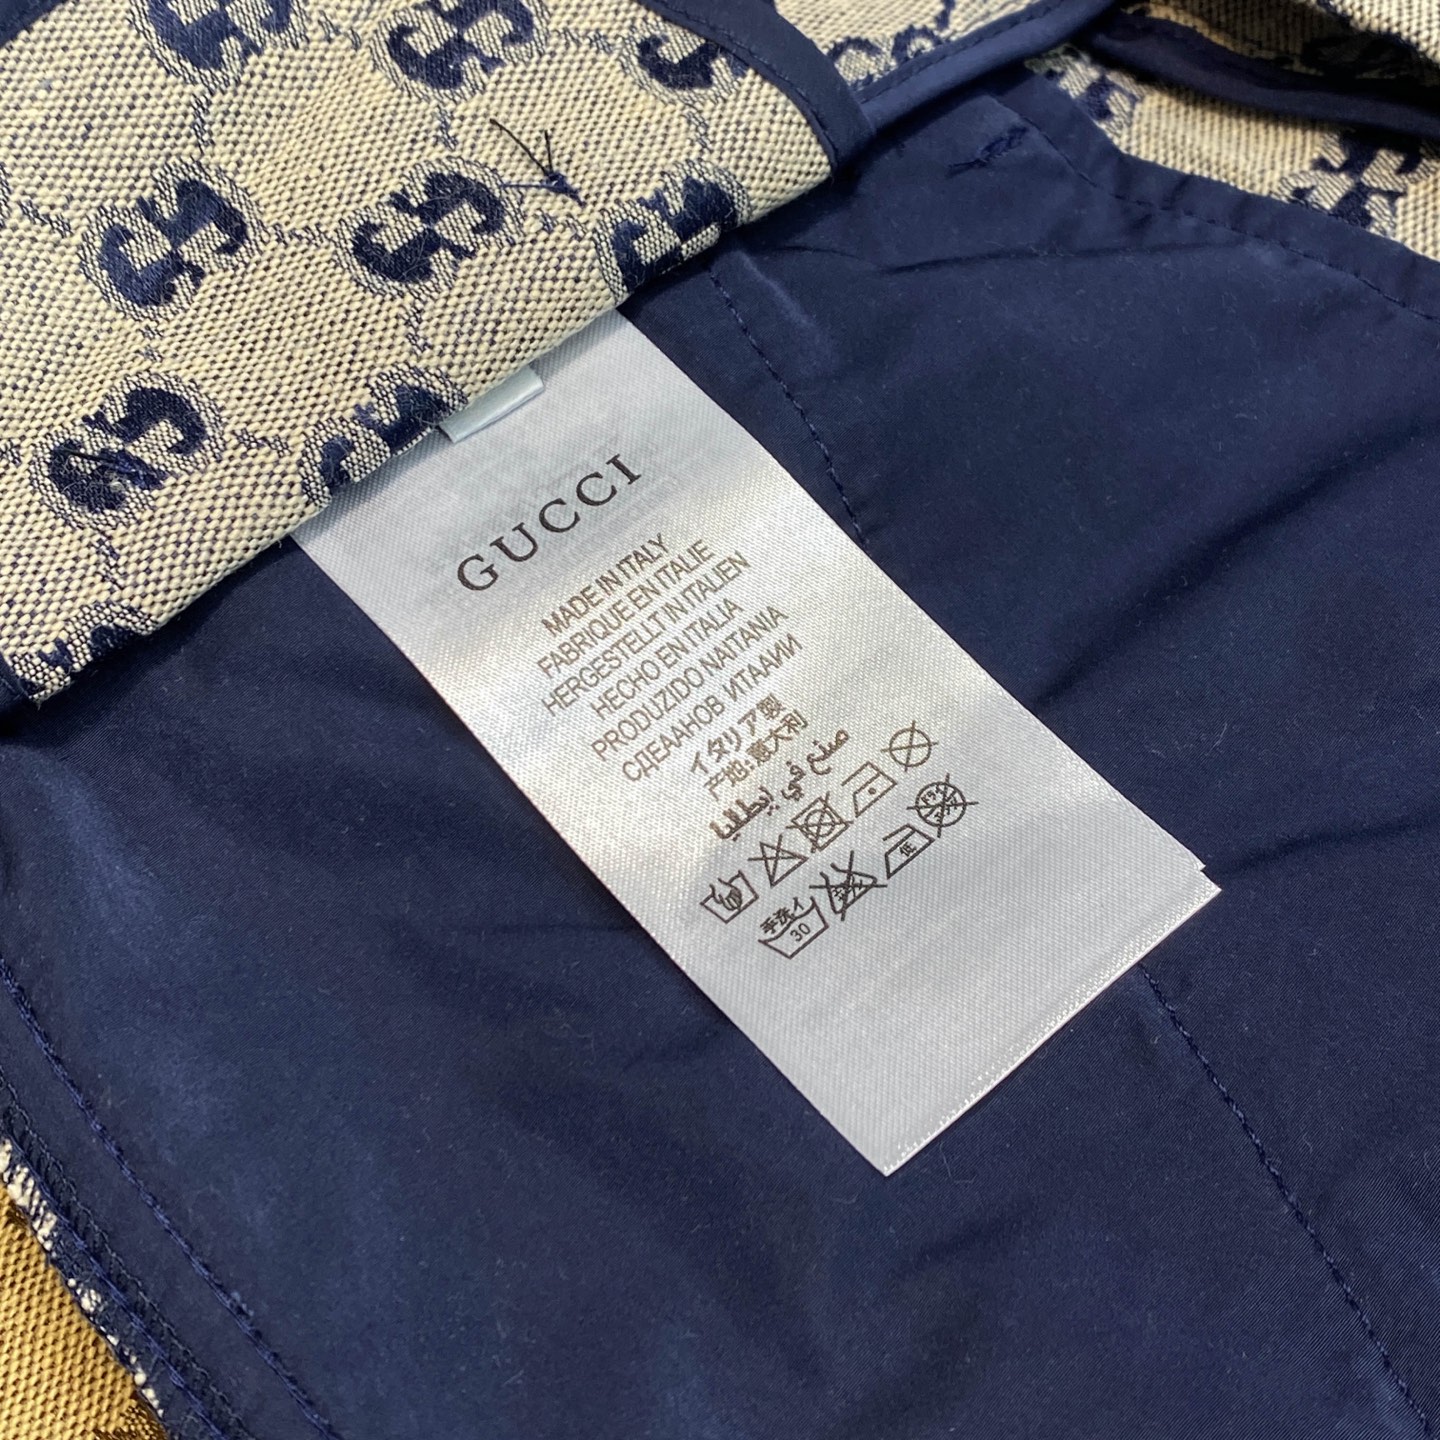 GUCCI
MADE IN ITALY
FABRIQUE EN ITALIE
HERGESTELLT IN ITALIEN
HECHO EN ITALIA
PRODUZIDO NAITANIA
СДЕААНОВ ИТААИИ
イタリア製
产地:意大利
صنع في إيطاليا
手洗イ
30
低